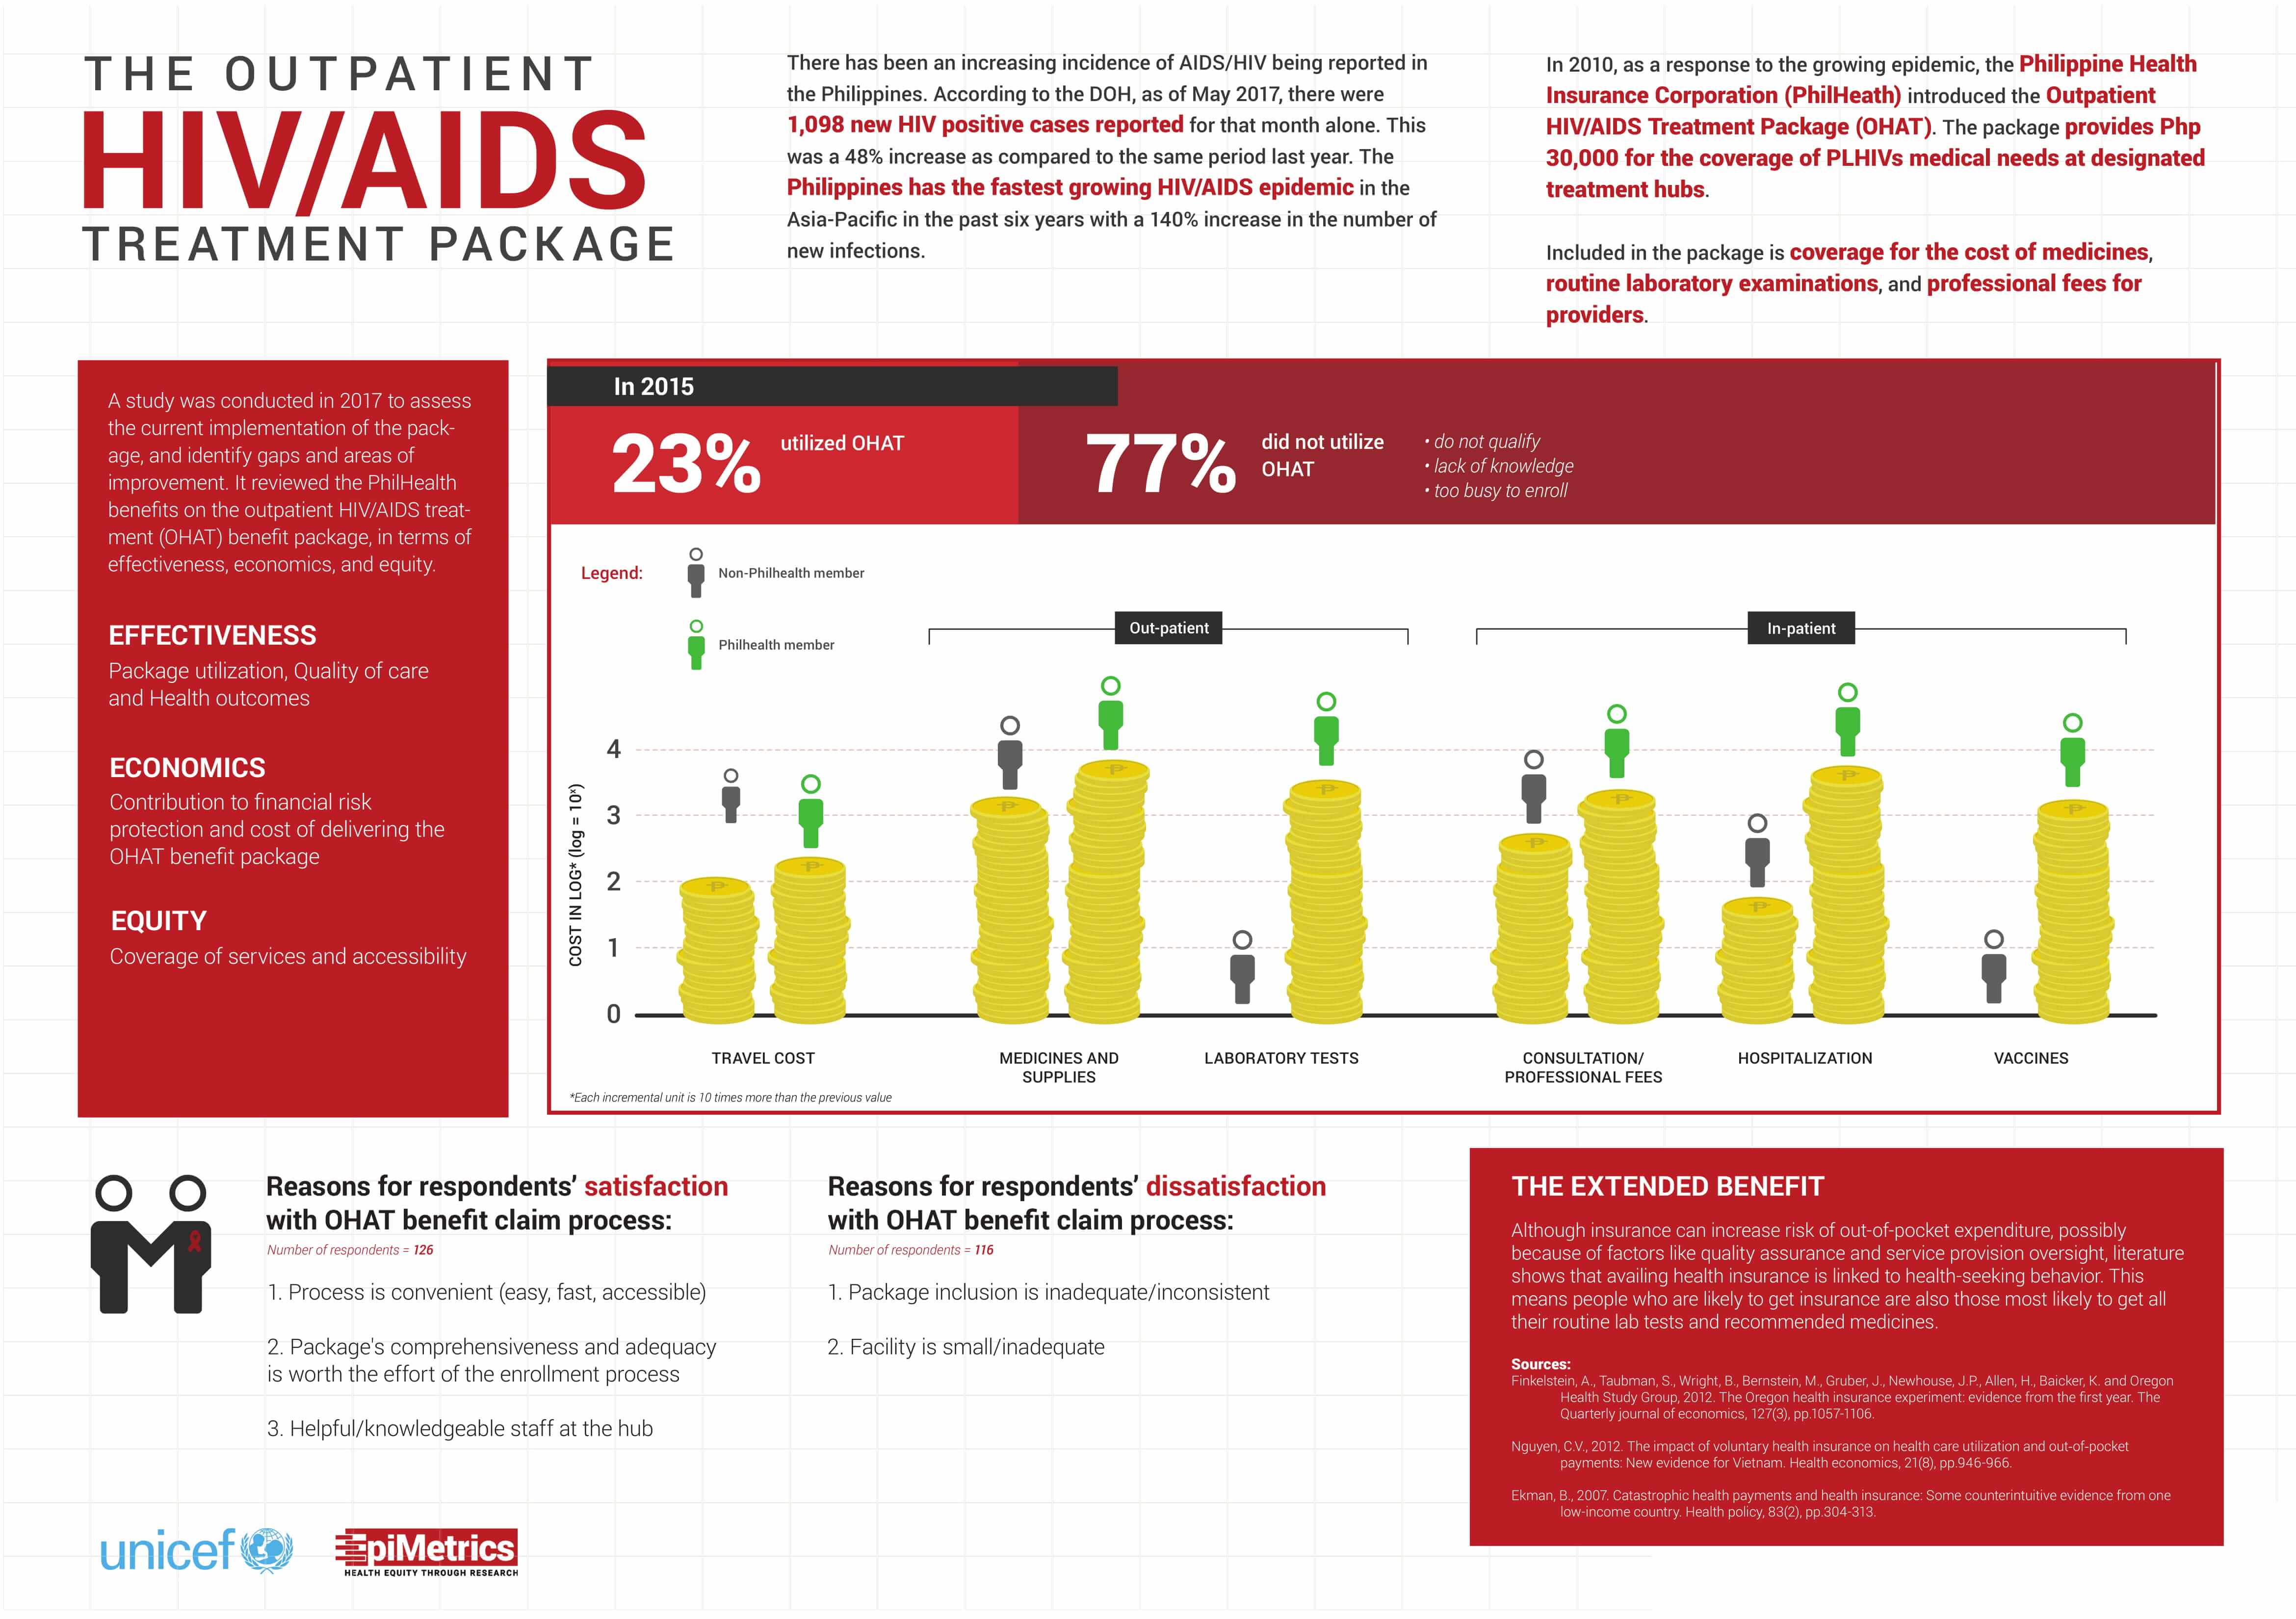 THE OUTPATIENT
HIV/AIDS
TREATMENT PACKAGE
There has been an increasing incidence of AIDS/HIV being reported in
the Philippines. According to the DOH, as of May 2017, there were
1,098 new HIV positive cases reported for that month alone. This
was a 48% increase as compared to the same period last year. The
Philippines has the fastest growing HIV/AIDS epidemic in the
Asia-Pacific in the past six years with a 140% increase in the number of
new infections.
In 2010, as a response to the growing epidemic, the Philippine Health
Insurance Corporation (PhilHeath) introduced the Outpatient
HIV/AIDS Treatment Package (OHAT). The package provides Php
30,000 for the coverage of PLHIVs medical needs at designated
treatment hubs.
Included in the package is coverage for the cost of medicines,
routine laboratory examinations, and professional fees for
providers.
A study was conducted in 2017 to assess
the current implementation of the pack-
age, and identify gaps and areas of
improvement. It reviewed the PhilHealth
benefits on the outpatient HIV/AIDS treat-
ment (OHAT) benefit package, in terms of
effectiveness, economics, and equity.
EFFECTIVENESS
Package utilization, Quality of care
and Health outcomes
ECONOMICS
Contribution to financial risk
protection and cost of delivering the
OHAT benefit package
EQUITY
Coverage of services and accessibility
In 2015
23% utilized OHAT
77% did not utilize
OHAT
• do not qualify
• lack of knowledge
• too busy to enroll
Legend:
Non-Philhealth member
Philhealth member
Out-patient
In-patient
COST IN LOG* (log = 10ˣ)
4
3
2
1
0
TRAVEL COST
MEDICINES AND
SUPPLIES
LABORATORY TESTS
CONSULTATION/
PROFESSIONAL FEES
HOSPITALIZATION
VACCINES
*Each incremental unit is 10 times more than the previous value
Reasons for respondents’ satisfaction
with OHAT benefit claim process:
Number of respondents = 126
1. Process is convenient (easy, fast, accessible)
2. Package's comprehensiveness and adequacy
is worth the effort of the enrollment process
3. Helpful/knowledgeable staff at the hub
Reasons for respondents’ dissatisfaction
with OHAT benefit claim process:
Number of respondents = 116
1. Package inclusion is inadequate/inconsistent
2. Facility is small/inadequate
THE EXTENDED BENEFIT
Although insurance can increase risk of out-of-pocket expenditure, possibly
because of factors like quality assurance and service provision oversight, literature
shows that availing health insurance is linked to health-seeking behavior. This
means people who are likely to get insurance are also those most likely to get all
their routine lab tests and recommended medicines.
Sources:
Finkelstein, A., Taubman, S., Wright, B., Bernstein, M., Gruber, J., Newhouse, J.P., Allen, H., Baicker, K. and Oregon
Health Study Group, 2012. The Oregon health insurance experiment: evidence from the first year. The
Quarterly journal of economics, 127(3), pp.1057-1106.
Nguyen, C.V., 2012. The impact of voluntary health insurance on health care utilization and out-of-pocket
payments: New evidence for Vietnam. Health economics, 21(8), pp.946-966.
Ekman, B., 2007. Catastrophic health payments and health insurance: Some counterintuitive evidence from one
low-income country. Health policy, 83(2), pp.304-313.
unicef
EpiMetrics
HEALTH EQUITY THROUGH RESEARCH